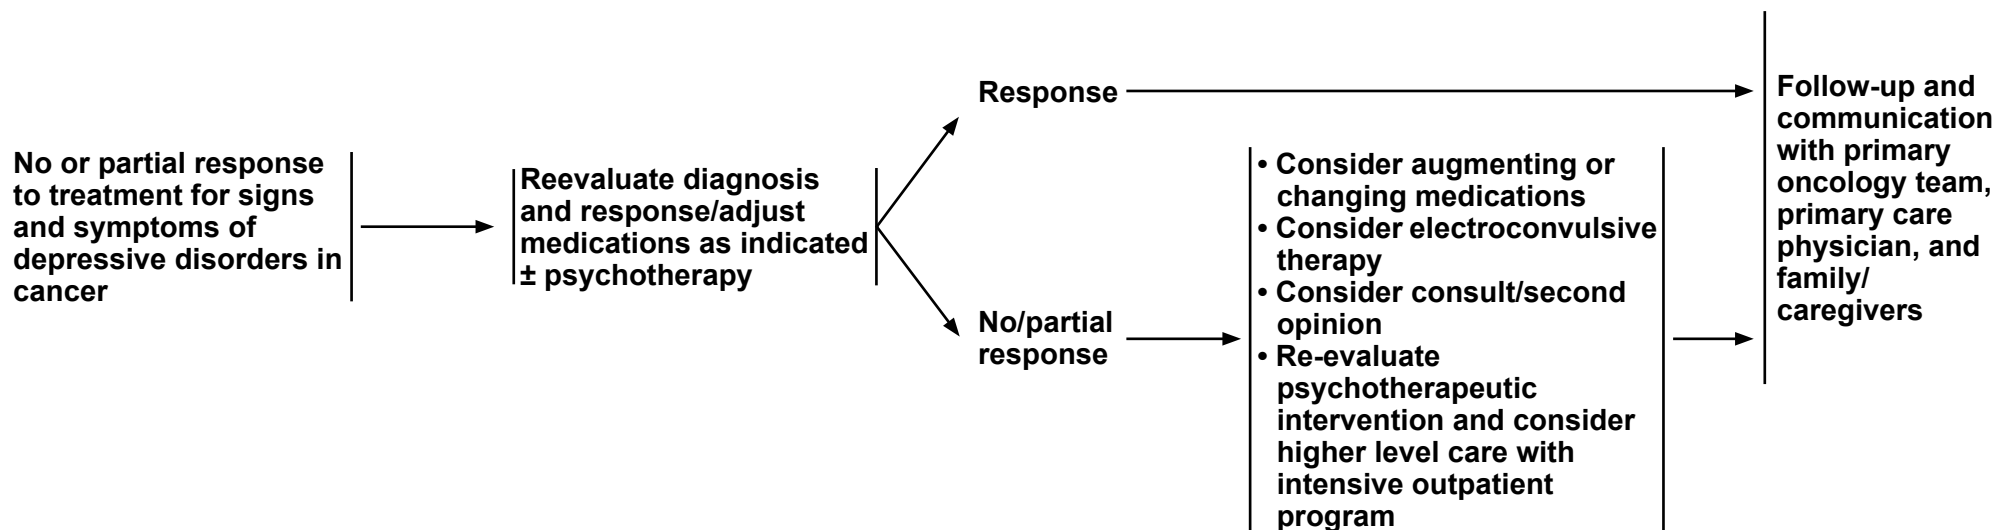 No or partial response
to treatment for signs
and symptoms of
depressive disorders in
cancer
Reevaluate diagnosis
and response/adjust
medications as indicated
± psychotherapy
Response
No/partial
response
• Consider augmenting or
changing medications
• Consider electroconvulsive
therapy
• Consider consult/second
opinion
• Re-evaluate
psychotherapeutic
intervention and consider
higher level care with
intensive outpatient
program
Follow-up and
communication
with primary
oncology team,
primary care
physician, and
family/
caregivers